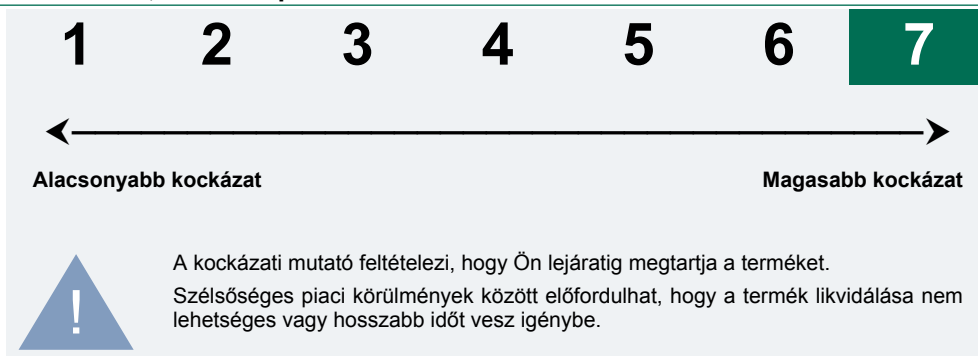 1 2 3 4 5 6 7
Alacsonyabb kockázat Magasabb kockázat
A kockázati mutató feltételezi, hogy Ön lejáratig megtartja a terméket.
Szélsőséges piaci körülmények között előfordulhat, hogy a termék likvidálása nem
lehetséges vagy hosszabb időt vesz igénybe.
!